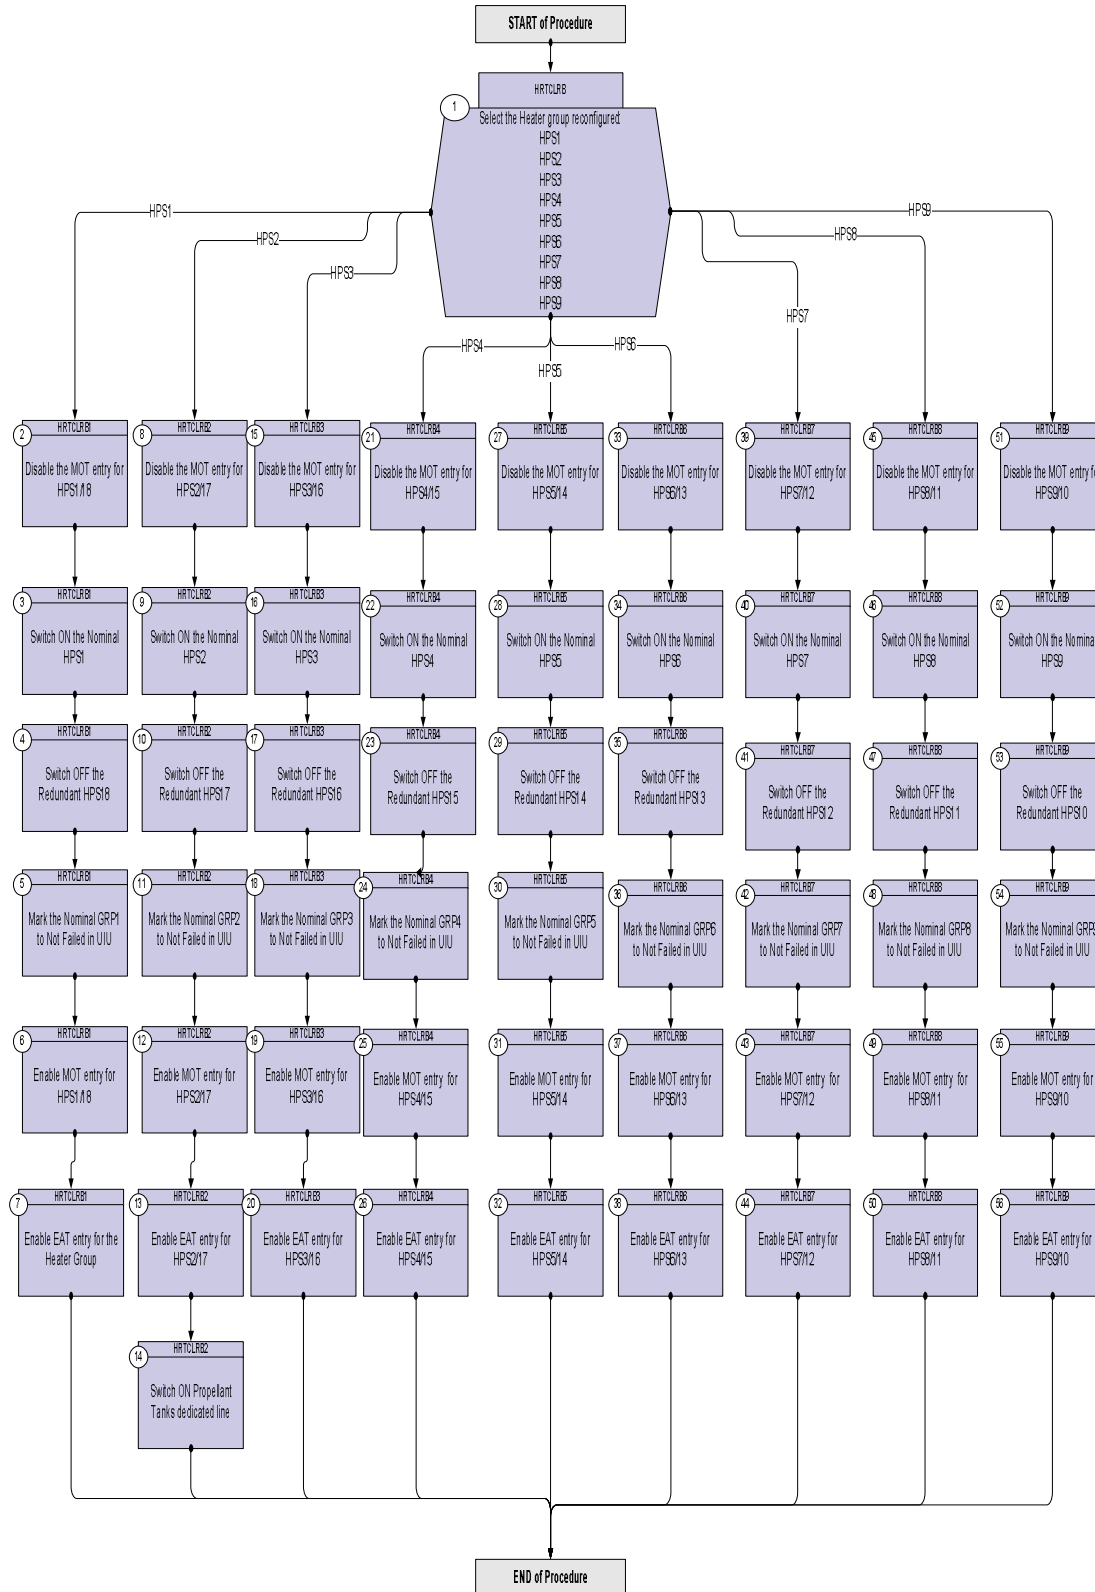 START of Procedure
HRTCLRB
1
Select the Heater group reconfigured:
HPS1
HPS2
HPS3
HPS4
HPS5
HPS6
HPS7
HPS8
HPS9
HPS1
HPS2
HPS3
HPS4
HPS5
HPS6
HPS7
HPS8
HPS9
2
HRTCLRB1
Disable the MOT entry for
HPS1/18
8
HRTCLRB2
Disable the MOT entry for
HPS2/17
15
HRTCLRB3
Disable the MOT entry for
HPS3/16
21
HRTCLRB4
Disable the MOT entry for
HPS4/15
27
HRTCLRB5
Disable the MOT entry for
HPS5/14
33
HRTCLRB6
Disable the MOT entry for
HPS6/13
39
HRTCLRB7
Disable the MOT entry for
HPS7/12
45
HRTCLRB8
Disable the MOT entry for
HPS8/11
51
HRTCLRB9
Disable the MOT entry for
HPS9/10
3
HRTCLRB1
Switch ON the Nominal
HPS1
9
HRTCLRB2
Switch ON the Nominal
HPS2
16
HRTCLRB3
Switch ON the Nominal
HPS3
22
HRTCLRB4
Switch ON the Nominal
HPS4
28
HRTCLRB5
Switch ON the Nominal
HPS5
34
HRTCLRB6
Switch ON the Nominal
HPS6
40
HRTCLRB7
Switch ON the Nominal
HPS7
46
HRTCLRB8
Switch ON the Nominal
HPS8
52
HRTCLRB9
Switch ON the Nominal
HPS9
4
HRTCLRB1
Switch OFF the
Redundant HPS18
10
HRTCLRB2
Switch OFF the
Redundant HPS17
17
HRTCLRB3
Switch OFF the
Redundant HPS16
23
HRTCLRB4
Switch OFF the
Redundant HPS15
29
HRTCLRB5
Switch OFF the
Redundant HPS14
35
HRTCLRB6
Switch OFF the
Redundant HPS13
41
HRTCLRB7
Switch OFF the
Redundant HPS12
47
HRTCLRB8
Switch OFF the
Redundant HPS11
53
HRTCLRB9
Switch OFF the
Redundant HPS10
5
HRTCLRB1
Mark the Nominal GRP1
to Not Failed in UIU
11
HRTCLRB2
Mark the Nominal GRP2
to Not Failed in UIU
18
HRTCLRB3
Mark the Nominal GRP3
to Not Failed in UIU
24
HRTCLRB4
Mark the Nominal GRP4
to Not Failed in UIU
30
HRTCLRB5
Mark the Nominal GRP5
to Not Failed in UIU
36
HRTCLRB6
Mark the Nominal GRP6
to Not Failed in UIU
42
HRTCLRB7
Mark the Nominal GRP7
to Not Failed in UIU
48
HRTCLRB8
Mark the Nominal GRP8
to Not Failed in UIU
54
HRTCLRB9
Mark the Nominal GRP9
to Not Failed in UIU
6
HRTCLRB1
Enable MOT entry for
HPS1/18
12
HRTCLRB2
Enable MOT entry for
HPS2/17
19
HRTCLRB3
Enable MOT entry for
HPS3/16
25
HRTCLRB4
Enable MOT entry for
HPS4/15
31
HRTCLRB5
Enable MOT entry for
HPS5/14
37
HRTCLRB6
Enable MOT entry for
HPS6/13
43
HRTCLRB7
Enable MOT entry for
HPS7/12
49
HRTCLRB8
Enable MOT entry for
HPS8/11
55
HRTCLRB9
Enable MOT entry for
HPS9/10
7
HRTCLRB1
Enable EAT entry for the
Heater Group
13
HRTCLRB2
Enable EAT entry for
HPS2/17
20
HRTCLRB3
Enable EAT entry for
HPS3/16
26
HRTCLRB4
Enable EAT entry for
HPS4/15
32
HRTCLRB5
Enable EAT entry for
HPS5/14
38
HRTCLRB6
Enable EAT entry for
HPS6/13
44
HRTCLRB7
Enable EAT entry for
HPS7/12
50
HRTCLRB8
Enable EAT entry for
HPS8/11
56
HRTCLRB9
Enable EAT entry for
HPS9/10
14
HRTCLRB2
Switch ON Propellant
Tanks dedicated line
END of Procedure